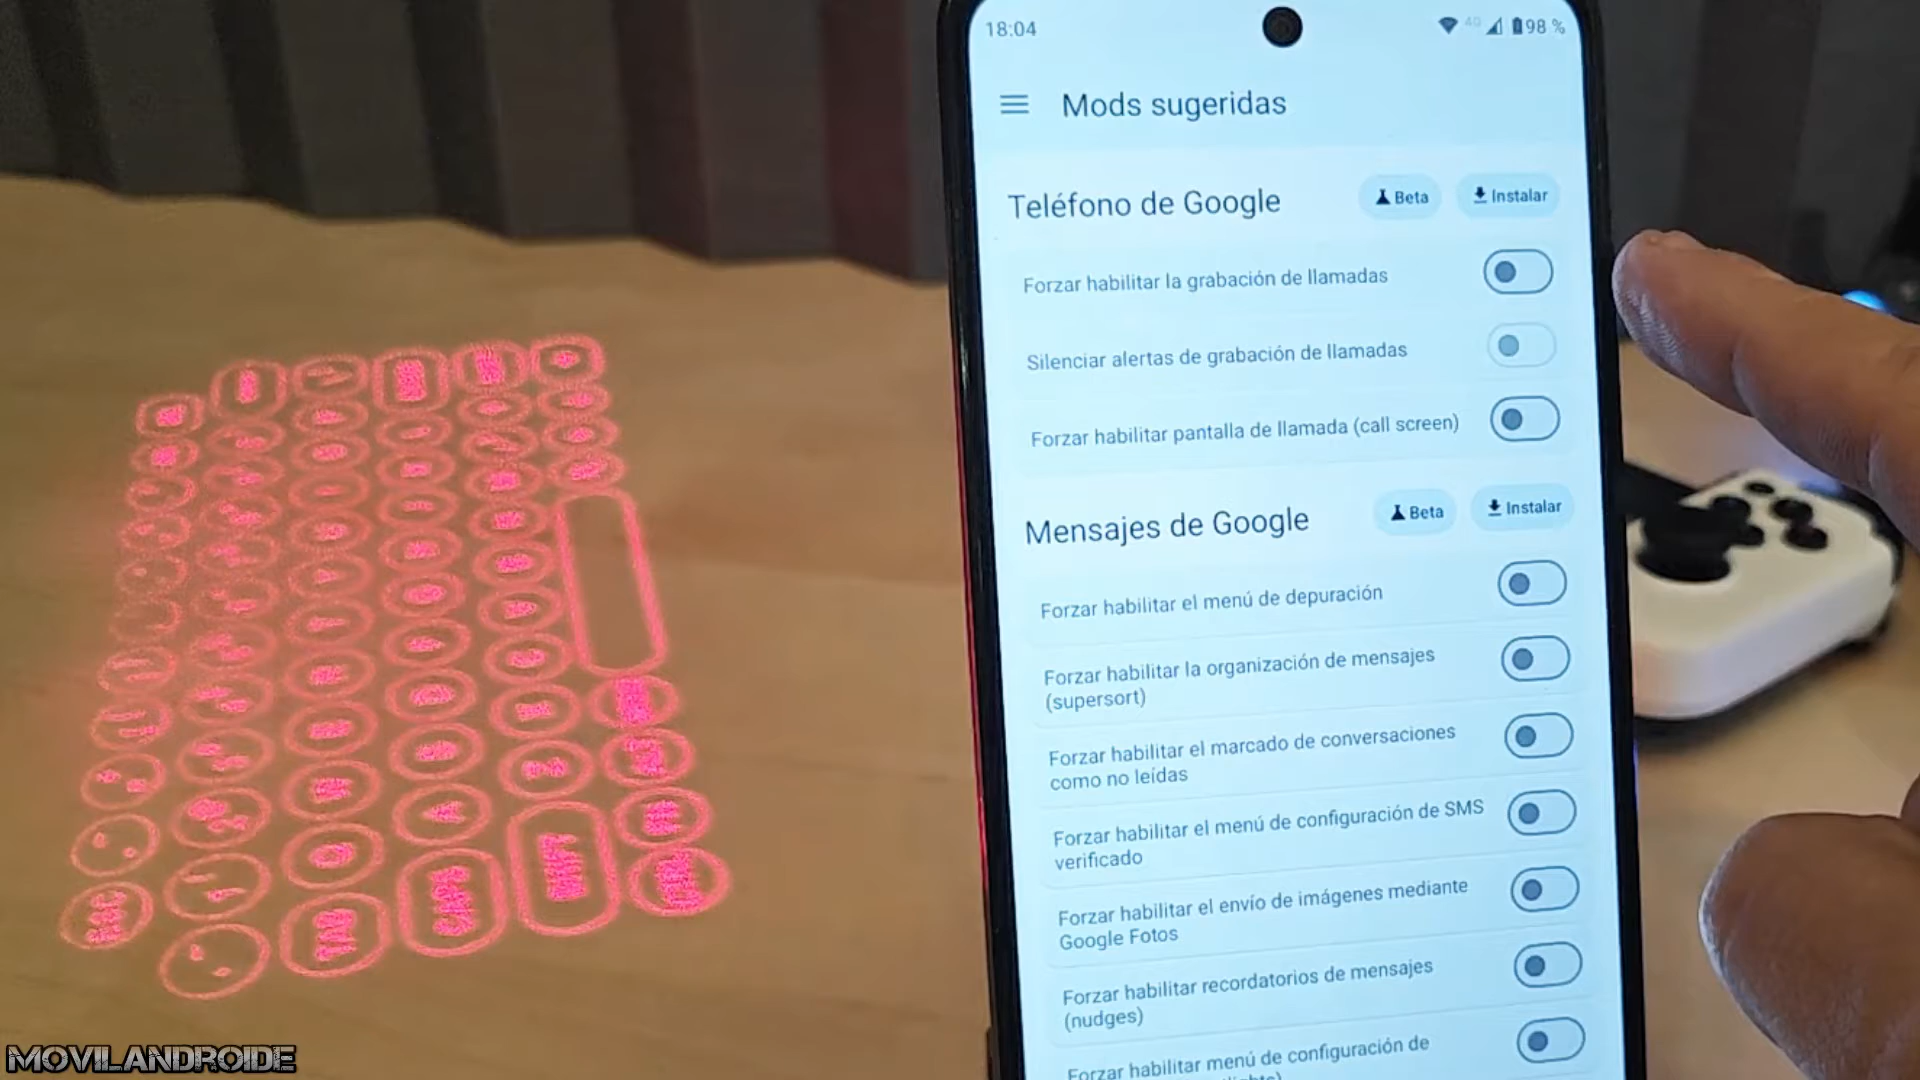 18:04
4G
98 %
Mods sugeridas
Teléfono de Google
Beta
Instalar
Forzar habilitar la grabación de llamadas
Silenciar alertas de grabación de llamadas
Forzar habilitar pantalla de llamada (call screen)
Mensajes de Google
Beta
Instalar
Forzar habilitar el menú de depuración
Forzar habilitar la organización de mensajes
(supersort)
Forzar habilitar el marcado de conversaciones
como no leídas
Forzar habilitar el menú de configuración de SMS
verificado
Forzar habilitar el envío de imágenes mediante
Google Fotos
Forzar habilitar recordatorios de mensajes
(nudges)
Forzar habilitar menú de configuración de
MOVILANDROIDE